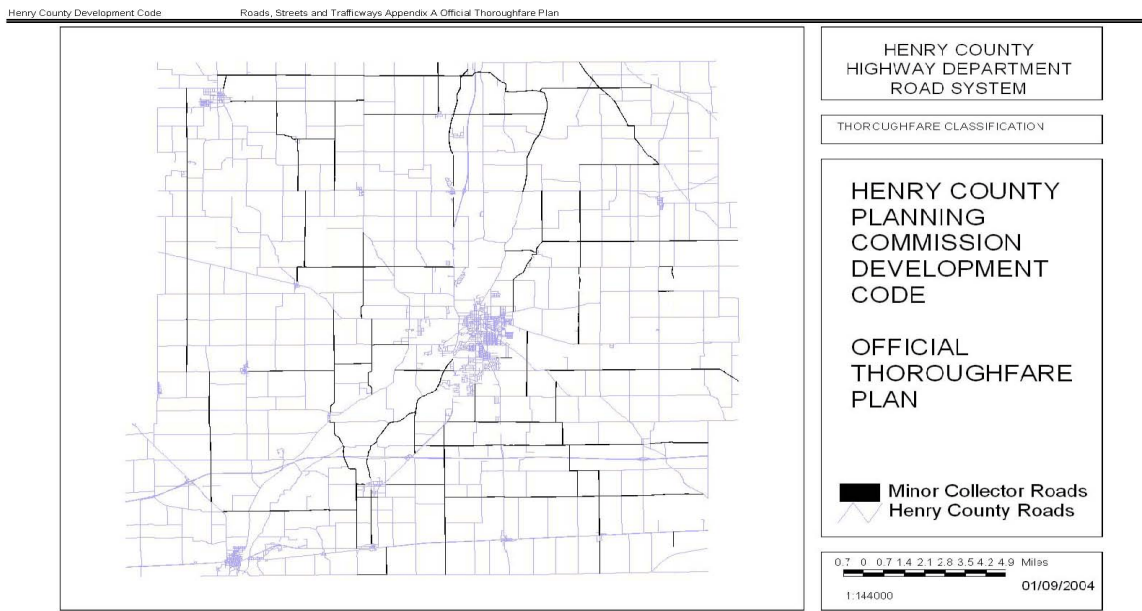 Henry County Development Code Roads, Streets and Trafficways Appendix A Official Thoroughfare Plan
HENRY COUNTY
HIGHWAY DEPARTMENT
ROAD SYSTEM
THOROUGHFARE CLASSIFICATION
HENRY COUNTY
PLANNING
COMMISSION
DEVELOPMENT
CODE
OFFICIAL
THOROUGHFARE
PLAN
Minor Collector Roads
Henry County Roads
0.7 0 0.7 1.4 2.1 2.8 3.5 4.2 4.9 Miles
1:144000
01/09/2004